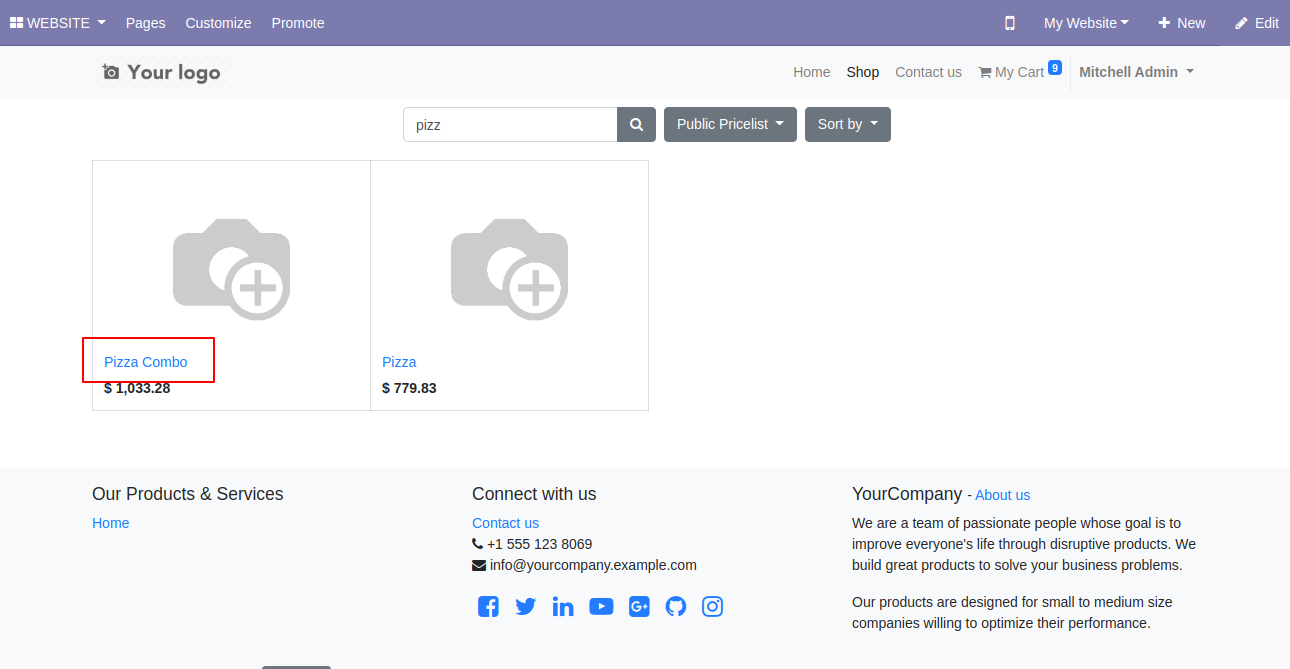 WEBSITE Pages Customize Promote My Website New Edit
Your logo Home Shop Contact us My Cart 9 Mitchell Admin
pizz Public Pricelist Sort by
Pizza Combo
$ 1,033.28
Pizza
$ 779.83
Our Products & Services
Home
Connect with us
Contact us
+1 555 123 8069
info@yourcompany.example.com
G+
YourCompany - About us
We are a team of passionate people whose goal is to
improve everyone's life through disruptive products. We
build great products to solve your business problems.
Our products are designed for small to medium size
companies willing to optimize their performance.